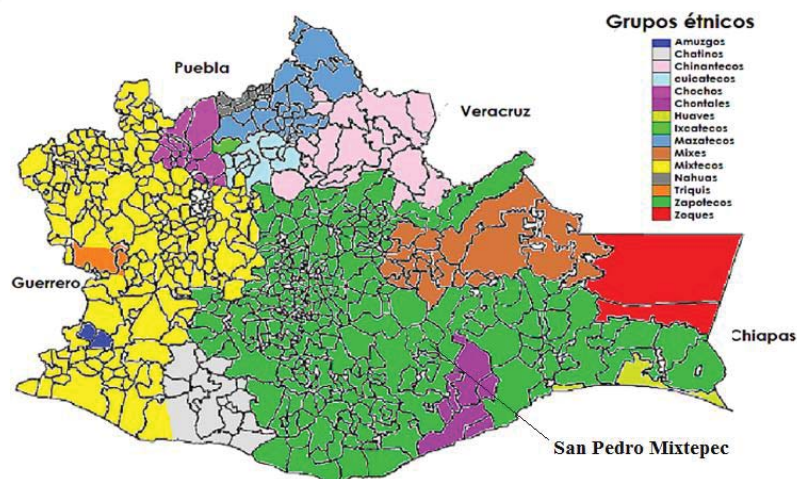 Grupos étnicos
Amuzgos
Chatinos
Chinantecos
cuicatecos
Chochos
Chontales
Huaves
Ixcatecos
Mazatecos
Mixes
Mixtecos
Nahuas
Triquis
Zapotecos
Zoques
Puebla
Veracruz
Guerrero
Chiapas
San Pedro Mixtepec